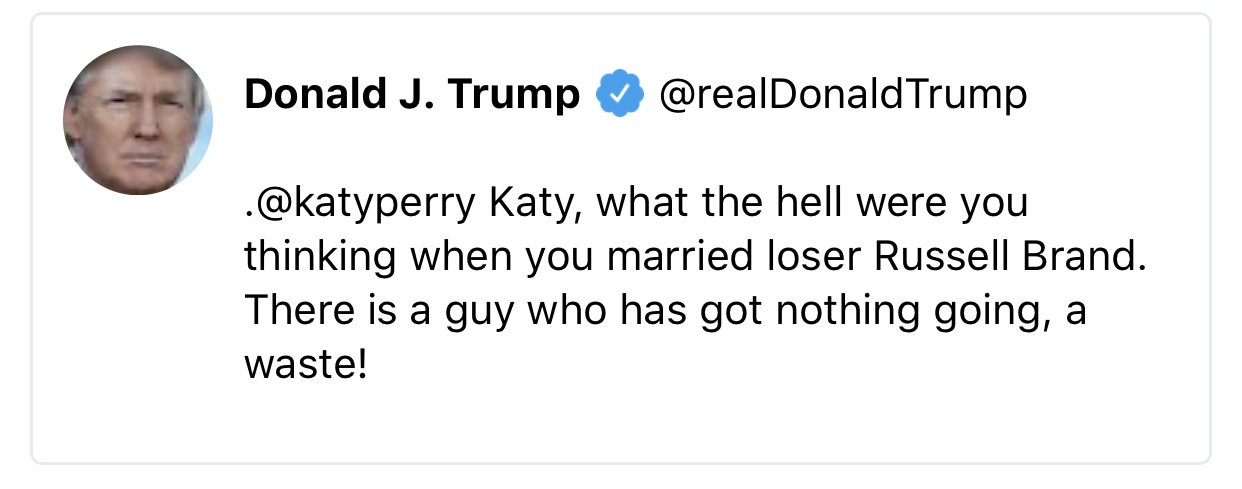 Donald J. Trump @realDonaldTrump
.@katyperry Katy, what the hell were you
thinking when you married loser Russell Brand.
There is a guy who has got nothing going, a
waste!